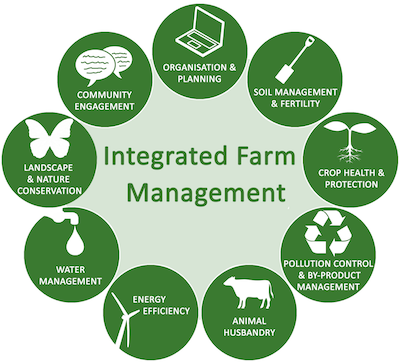 Integrated Farm
Management
ORGANISATION &
PLANNING
SOIL MANAGEMENT
& FERTILITY
CROP HEALTH &
PROTECTION
POLLUTION CONTROL
& BY-PRODUCT
MANAGEMENT
ANIMAL
HUSBANDRY
ENERGY
EFFICIENCY
WATER
MANAGEMENT
LANDSCAPE
& NATURE
CONSERVATION
COMMUNITY
ENGAGEMENT